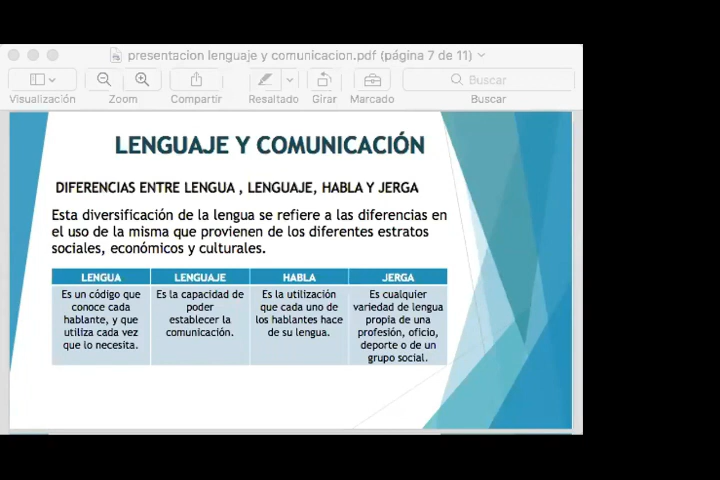 presentacion lenguaje y comunicacion.pdf (página 7 de 11)
Buscar
Visualización Zoom Compartir Resaltado Girar Marcado Buscar
LENGUAJE Y COMUNICACIÓN
DIFERENCIAS ENTRE LENGUA , LENGUAJE, HABLA Y JERGA
Esta diversificación de la lengua se refiere a las diferencias en
el uso de la misma que provienen de los diferentes estratos
sociales, económicos y culturales.
LENGUA
Es un código que
conoce cada
hablante, y que
utiliza cada vez
que lo necesita.
LENGUAJE
Es la capacidad de
poder
establecer la
comunicación.
HABLA
Es la utilización
que cada uno de
los hablantes hace
de su lengua.
JERGA
Es cualquier
variedad de lengua
propia de una
profesión, oficio,
deporte o de un
grupo social.